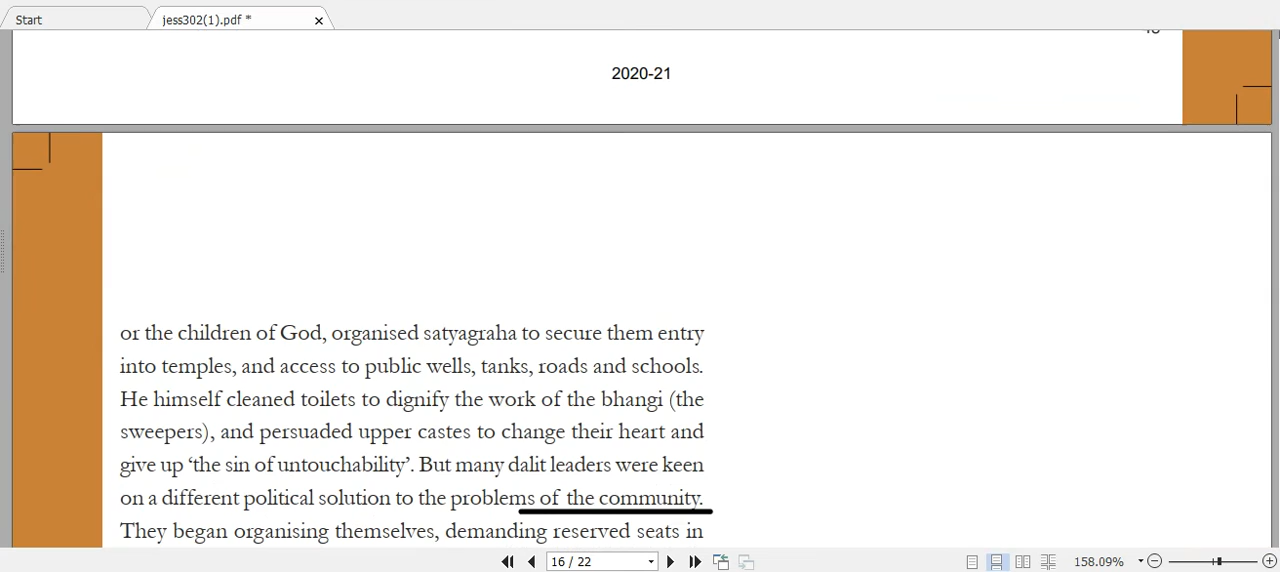 Start
jess302(1).pdf *
2020-21
or the children of God, organised satyagraha to secure them entry
into temples, and access to public wells, tanks, roads and schools.
He himself cleaned toilets to dignify the work of the bhangi (the
sweepers), and persuaded upper castes to change their heart and
give up ‘the sin of untouchability’. But many dalit leaders were keen
on a different political solution to the problems of the community.
They began organising themselves, demanding reserved seats in
16 / 22
158.09%